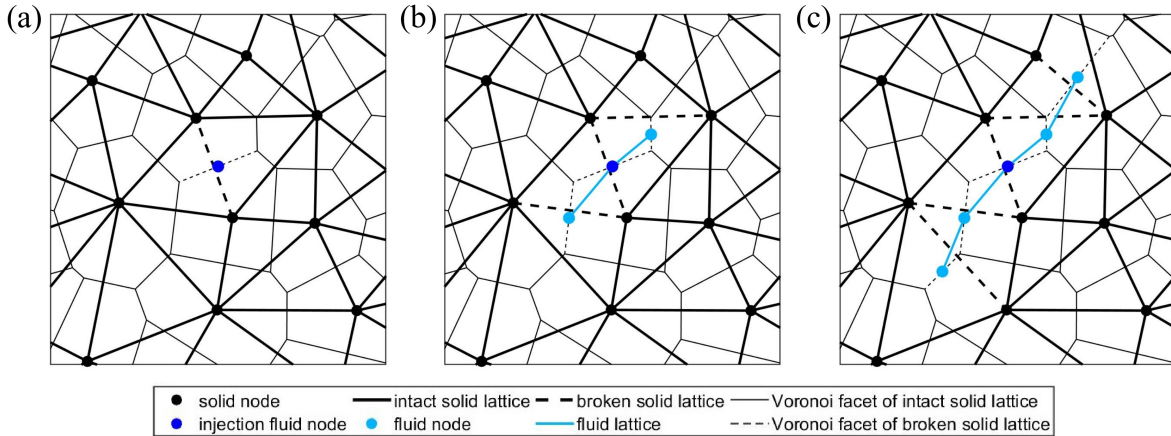 (a) (b) (c)
solid node intact solid lattice broken solid lattice Voronoi facet of intact solid lattice
injection fluid node fluid node fluid lattice Voronoi facet of broken solid lattice